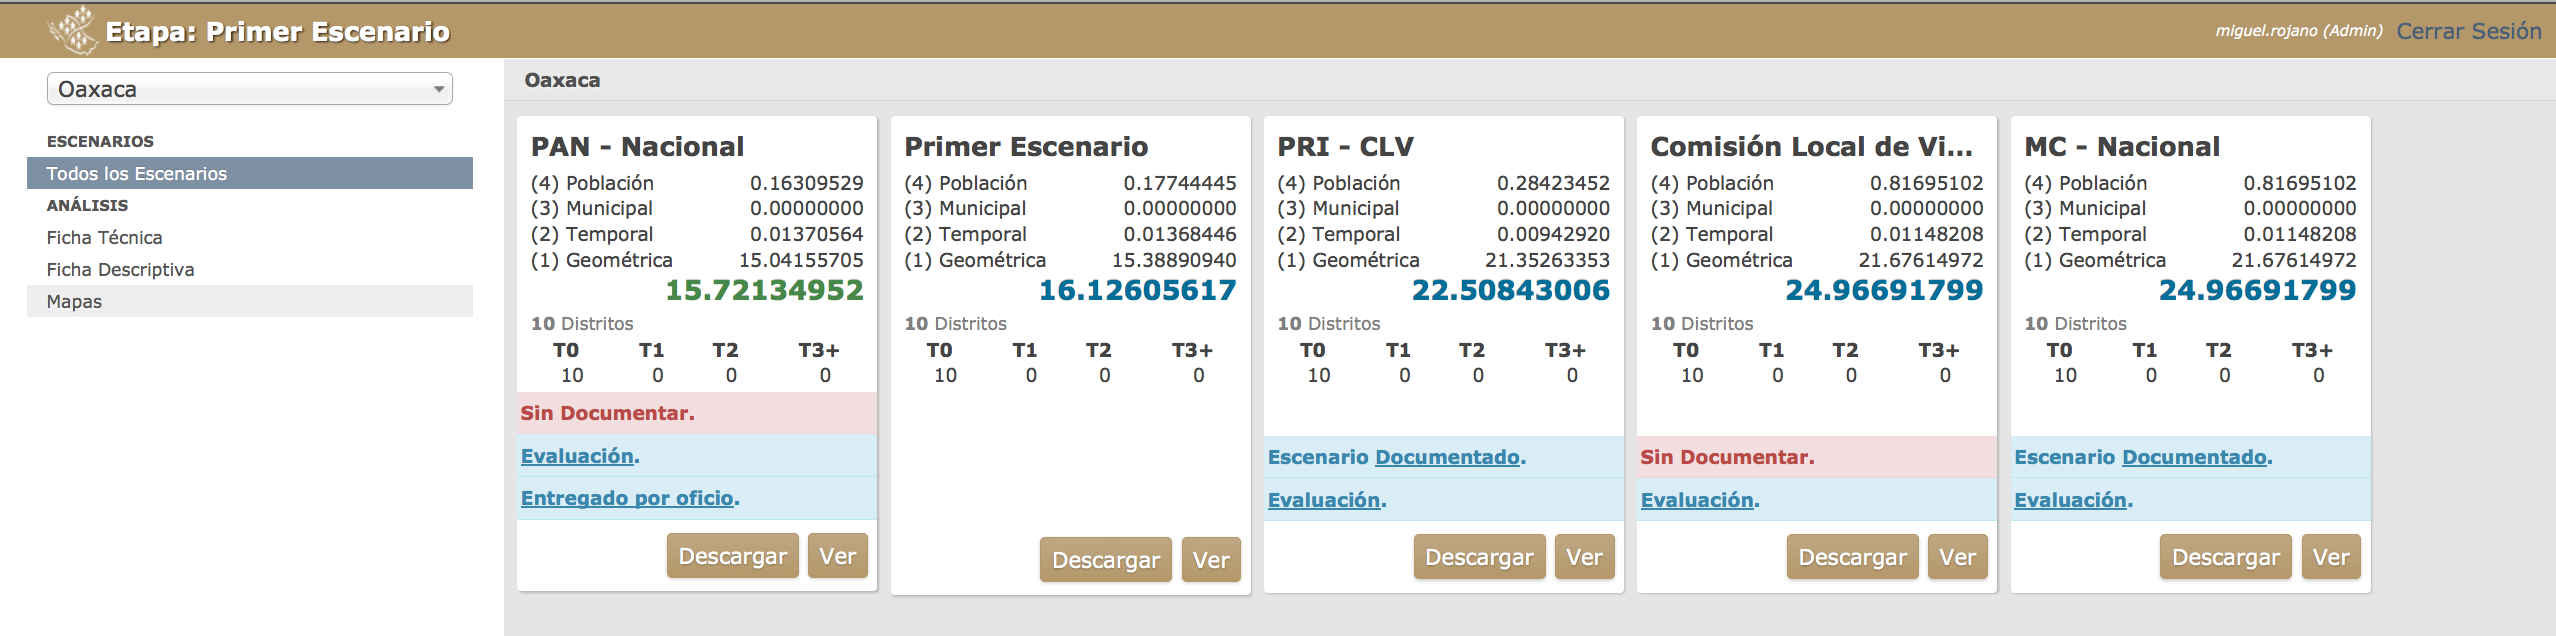 Etapa: Primer Escenario
miguel.rojano (Admin) Cerrar Sesión
Oaxaca
ESCENARIOS
Todos los Escenarios
ANÁLISIS
Ficha Técnica
Ficha Descriptiva
Mapas
Oaxaca
PAN - Nacional
(4) Población 0.16309529
(3) Municipal 0.00000000
(2) Temporal 0.01370564
(1) Geométrica 15.04155705
15.72134952
10 Distritos
T0 T1 T2 T3+
10 0 0 0
Sin Documentar.
Evaluación.
Entregado por oficio.
Descargar Ver
Primer Escenario
(4) Población 0.17744445
(3) Municipal 0.00000000
(2) Temporal 0.01368446
(1) Geométrica 15.38890940
16.12605617
10 Distritos
T0 T1 T2 T3+
10 0 0 0
Descargar Ver
PRI - CLV
(4) Población 0.28423452
(3) Municipal 0.00000000
(2) Temporal 0.00942920
(1) Geométrica 21.35263353
22.50843006
10 Distritos
T0 T1 T2 T3+
10 0 0 0
Escenario Documentado.
Evaluación.
Descargar Ver
Comisión Local de Vi...
(4) Población 0.81695102
(3) Municipal 0.00000000
(2) Temporal 0.01148208
(1) Geométrica 21.67614972
24.96691799
10 Distritos
T0 T1 T2 T3+
10 0 0 0
Sin Documentar.
Evaluación.
Descargar Ver
MC - Nacional
(4) Población 0.81695102
(3) Municipal 0.00000000
(2) Temporal 0.01148208
(1) Geométrica 21.67614972
24.96691799
10 Distritos
T0 T1 T2 T3+
10 0 0 0
Escenario Documentado.
Evaluación.
Descargar Ver